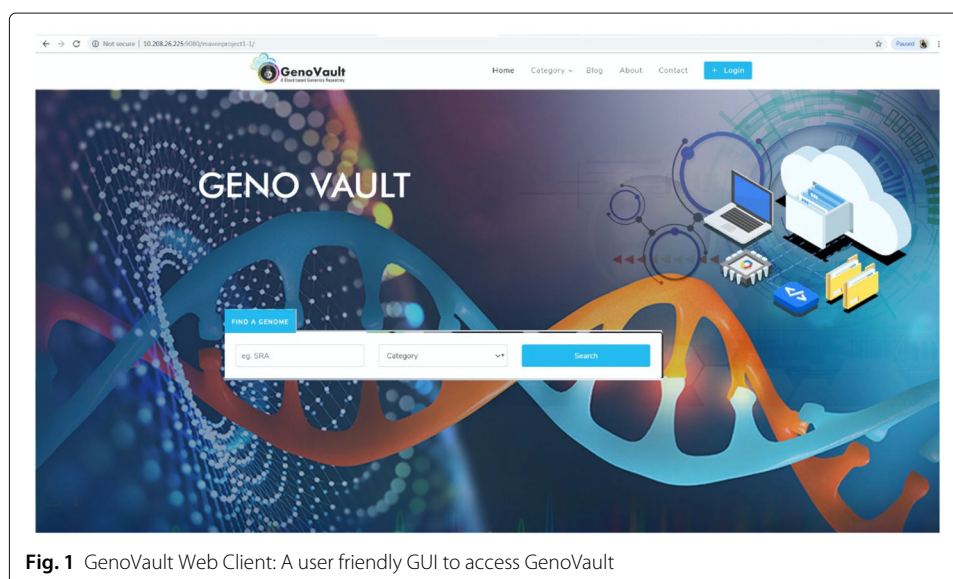 Not secure | 10.208.26.225:9080/mavenproject1-1/
Paused
GenoVault
A Cloud based Genomics Repository
Home Category Blog About Contact + Login
GENO VAULT
FIND A GENOME
eg. SRA Category Search
Fig. 1 GenoVault Web Client: A user friendly GUI to access GenoVault